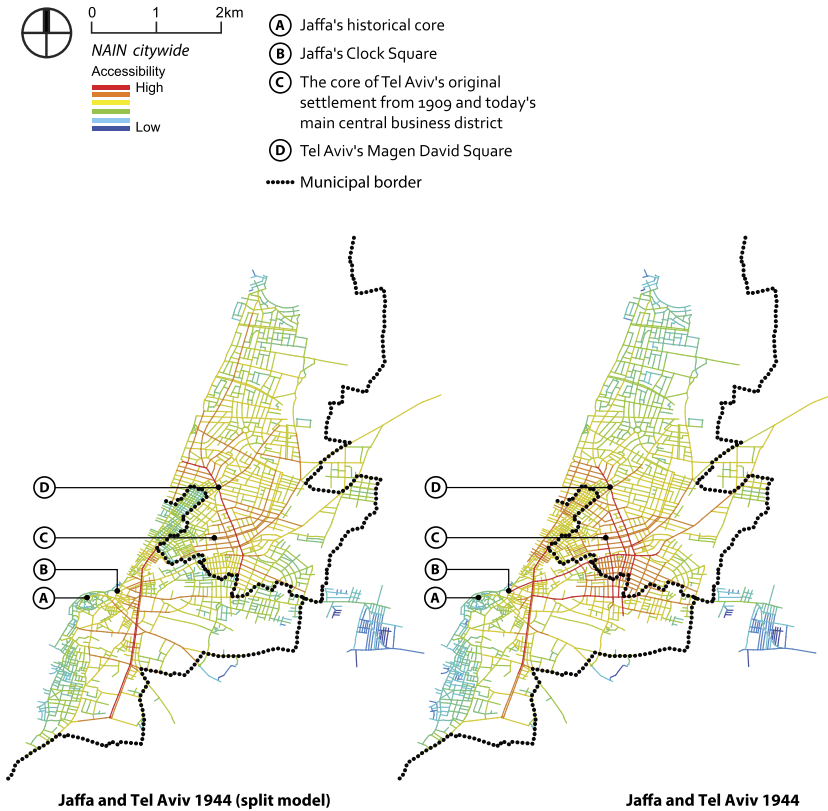 0 1 2km
NAIN citywide
Accessibility
High
Low
A Jaffa's historical core
B Jaffa's Clock Square
C The core of Tel Aviv's original
settlement from 1909 and today's
main central business district
D Tel Aviv's Magen David Square
Municipal border
D
C
B
A
D
C
B
A
Jaffa and Tel Aviv 1944 (split model)
Jaffa and Tel Aviv 1944